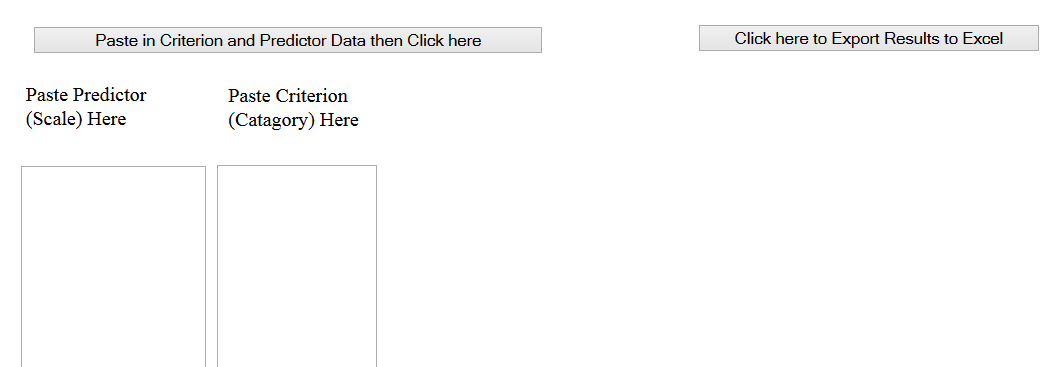 Paste in Criterion and Predictor Data then Click here
Click here to Export Results to Excel
Paste Predictor
(Scale) Here
Paste Criterion
(Catagory) Here